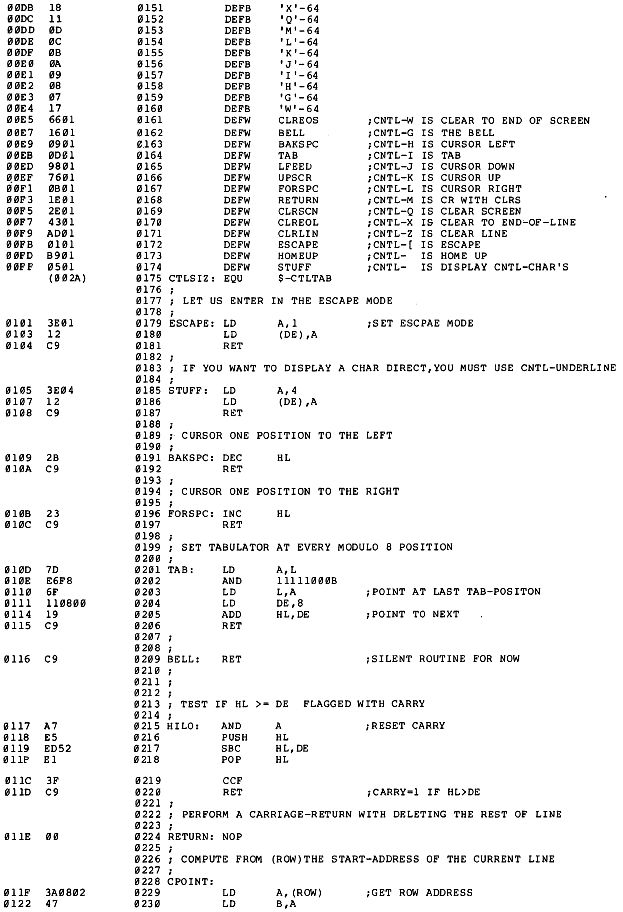 00DB 18 0151 DEFB 'X'-64
00DC 11 0152 DEFB 'Q'-64
00DD 0D 0153 DEFB 'M'-64
00DE 0C 0154 DEFB 'L'-64
00DF 0B 0155 DEFB 'K'-64
00E0 0A 0156 DEFB 'J'-64
00E1 09 0157 DEFB 'I'-64
00E2 08 0158 DEFB 'H'-64
00E3 07 0159 DEFB 'G'-64
00E4 17 0160 DEFB 'W'-64
00E5 6601 0161 DEFW CLREOS ;CNTL-W IS CLEAR TO END OF SCREEN
00E7 1601 0162 DEFW BELL ;CNTL-G IS THE BELL
00E9 0901 0163 DEFW BAKSPC ;CNTL-H IS CURSOR LEFT
00EB 0D01 0164 DEFW TAB ;CNTL-I IS TAB
00ED 9801 0165 DEFW LFEED ;CNTL-J IS CURSOR DOWN
00EF 7601 0166 DEFW UPSCR ;CNTL-K IS CURSOR UP
00F1 0B01 0167 DEFW FORSPC ;CNTL-L IS CURSOR RIGHT
00F3 1E01 0168 DEFW RETURN ;CNTL-M IS CR WITH CLRS
00F5 2E01 0169 DEFW CLRSCN ;CNTL-Q IS CLEAR SCREEN
00F7 4301 0170 DEFW CLREOL ;CNTL-X IS CLEAR TO END-OF-LINE
00F9 AD01 0171 DEFW CLRLIN ;CNTL-Z IS CLEAR LINE
00FB 0101 0172 DEFW ESCAPE ;CNTL-[ IS ESCAPE
00FD B901 0173 DEFW HOMEUP ;CNTL- IS HOME UP
00FF 0501 0174 DEFW STUFF ;CNTL- IS DISPLAY CNTL-CHAR'S
(002A) 0175 CTLSIZ: EQU $-CTLTAB
0176 ;
0177 ; LET US ENTER IN THE ESCAPE MODE
0178 ;
0101 3E01 0179 ESCAPE: LD A,1 ;SET ESCPAE MODE
0103 12 0180 LD (DE),A
0104 C9 0181 RET
0182 ;
0183 ; IF YOU WANT TO DISPLAY A CHAR DIRECT,YOU MUST USE CNTL-UNDERLINE
0184 ;
0105 3E04 0185 STUFF: LD A,4
0107 12 0186 LD (DE),A
0108 C9 0187 RET
0188 ;
0189 ; CURSOR ONE POSITION TO THE LEFT
0190 ;
0109 2B 0191 BAKSPC: DEC HL
010A C9 0192 RET
0193 ;
0194 ; CURSOR ONE POSITION TO THE RIGHT
0195 ;
010B 23 0196 FORSPC: INC HL
010C C9 0197 RET
0198 ;
0199 ; SET TABULATOR AT EVERY MODULO 8 POSITION
0200 ;
010D 7D 0201 TAB: LD A,L
010E E6F8 0202 AND 11111000B
0110 6F 0203 LD L,A ;POINT AT LAST TAB-POSITON
0111 110800 0204 LD DE,8
0114 19 0205 ADD HL,DE ;POINT TO NEXT
0115 C9 0206 RET
0207 ;
0208 ;
0116 C9 0209 BELL: RET ;SILENT ROUTINE FOR NOW
0210 ;
0211 ;
0212 ;
0213 ; TEST IF HL >= DE FLAGGED WITH CARRY
0214 ;
0117 A7 0215 HILO: AND A ;RESET CARRY
0118 E5 0216 PUSH HL
0119 ED52 0217 SBC HL,DE
011B E1 0218 POP HL
011C 3F 0219 CCF
011D C9 0220 RET ;CARRY=1 IF HL>DE
0221 ;
0222 ; PERFORM A CARRIAGE-RETURN WITH DELETING THE REST OF LINE
0223 ;
011E 00 0224 RETURN: NOP
0225 ;
0226 ; COMPUTE FROM (ROW)THE START-ADDRESS OF THE CURRENT LINE
0227 ;
0228 CPOINT:
011F 3A0802 0229 LD A,(ROW) ;GET ROW ADDRESS
0122 47 0230 LD B,A